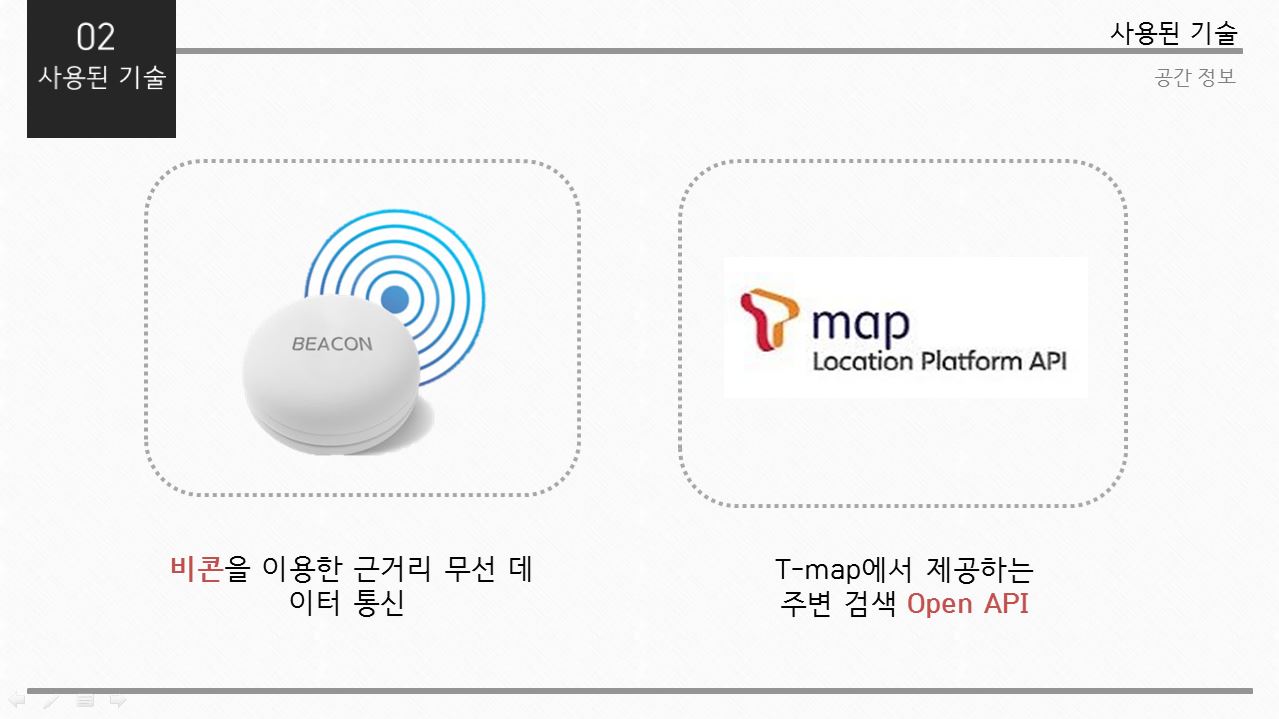 02
사용된 기술
사용된 기술
공간 정보
BEACON
map
Location Platform API
비콘을 이용한 근거리 무선 데
이터 통신
T-map에서 제공하는
주변 검색 Open API